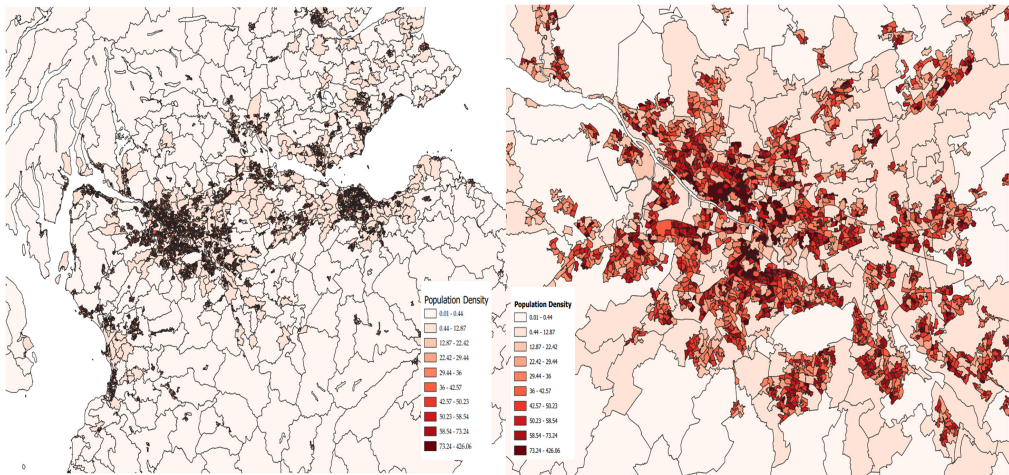 Population Density
0.01 - 0.44
0.44 - 12.87
12.87 - 22.42
22.42 - 29.44
29.44 - 36
36 - 42.57
42.57 - 50.23
50.23 - 58.54
58.54 - 73.24
73.24 - 426.06
Population Density
0.01 - 0.44
0.44 - 12.87
12.87 - 22.42
22.42 - 29.44
29.44 - 36
36 - 42.57
42.57 - 50.23
50.23 - 58.54
58.54 - 73.24
73.24 - 426.06